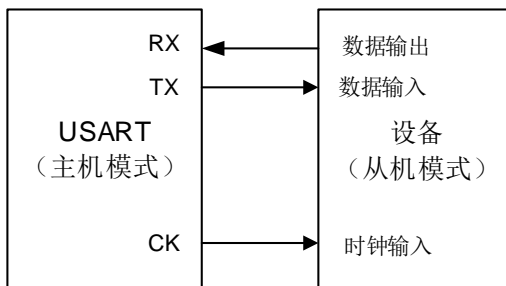 RX
数据输出
TX
数据输入
USART
(主机模式)
设备
(从机模式)
CK
时钟输入